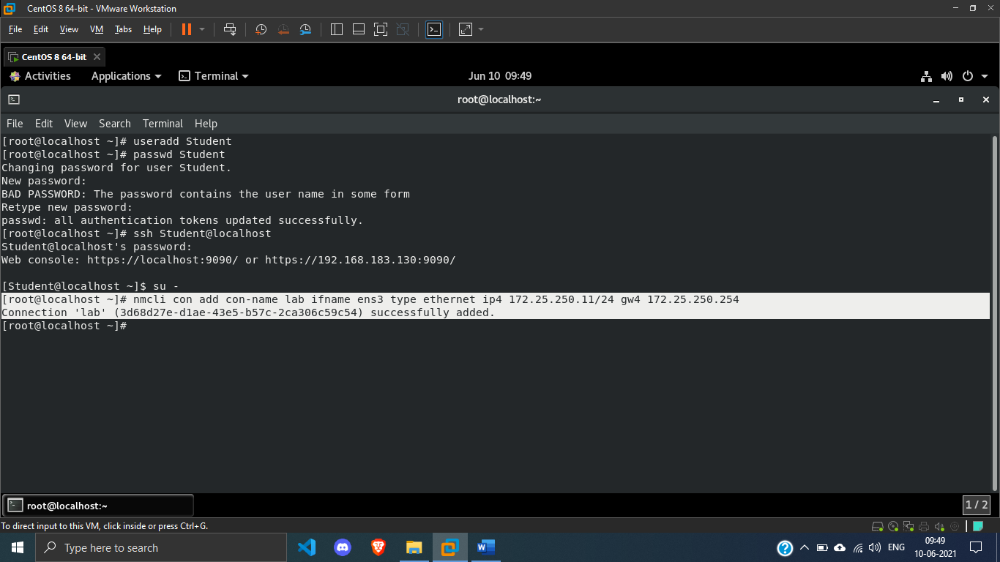 CentOS 8 64-bit - VMware Workstation
File Edit View VM Tabs Help
CentOS 8 64-bit
Activities Applications Terminal Jun 10 09:49
root@localhost:~
File Edit View Search Terminal Help
[root@localhost ~]# useradd Student
[root@localhost ~]# passwd Student
Changing password for user Student.
New password:
BAD PASSWORD: The password contains the user name in some form
Retype new password:
passwd: all authentication tokens updated successfully.
[root@localhost ~]# ssh Student@localhost
Student@localhost's password:
Web console: https://localhost:9090/ or https://192.168.183.130:9090/
[Student@localhost ~]$ su -
[root@localhost ~]# nmcli con add con-name lab ifname ens3 type ethernet ip4 172.25.250.11/24 gw4 172.25.250.254
Connection 'lab' (3d68d27e-d1ae-43e5-b57c-2ca306c59c54) successfully added.
[root@localhost ~]#
root@localhost:~ 1 / 2
To direct input to this VM, click inside or press Ctrl+G.
Type here to search ENG 09:49
10-06-2021